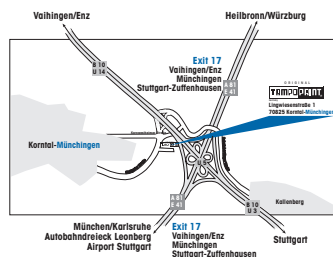 Vaihingen/Enz
Heilbronn/Würzburg
B 10
U 14
Exit 17
Vaihingen/Enz
Münchingen
Stuttgart-Zuffenhausen
A 81
E 41
ORIGINAL
TAMPOPRINT
Lingwiesenstraße 1
70825 Korntal-Münchingen
Korntal-Münchingen
Kallenberg
A 81
E 41
B 10
U 3
München/Karlsruhe
Autobahndreieck Leonberg
Airport Stuttgart
Exit 17
Vaihingen/Enz
Münchingen
Stuttgart-Zuffenhausen
Stuttgart